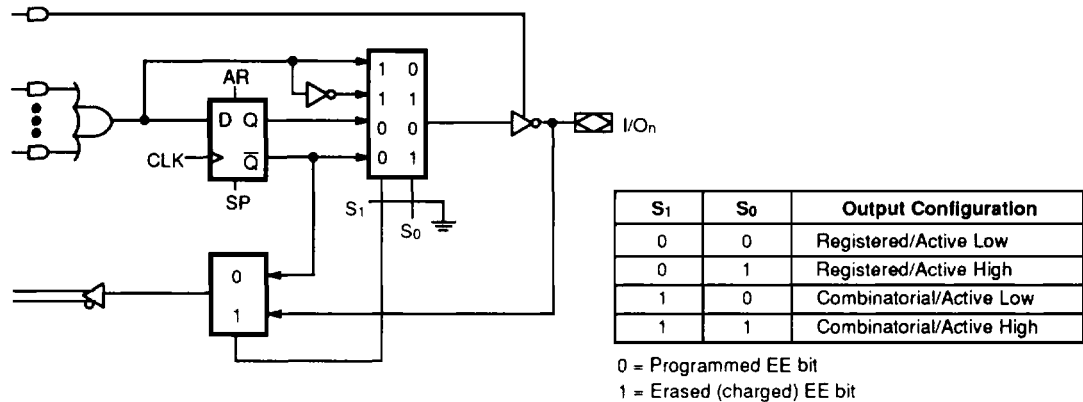 1 0
AR
1 1
D Q
0 0
I/On
CLK
Q
0 1
SP
S1
S0
0
1
S1 S0 Output Configuration
0 0 Registered/Active Low
0 1 Registered/Active High
1 0 Combinatorial/Active Low
1 1 Combinatorial/Active High
0 = Programmed EE bit
1 = Erased (charged) EE bit